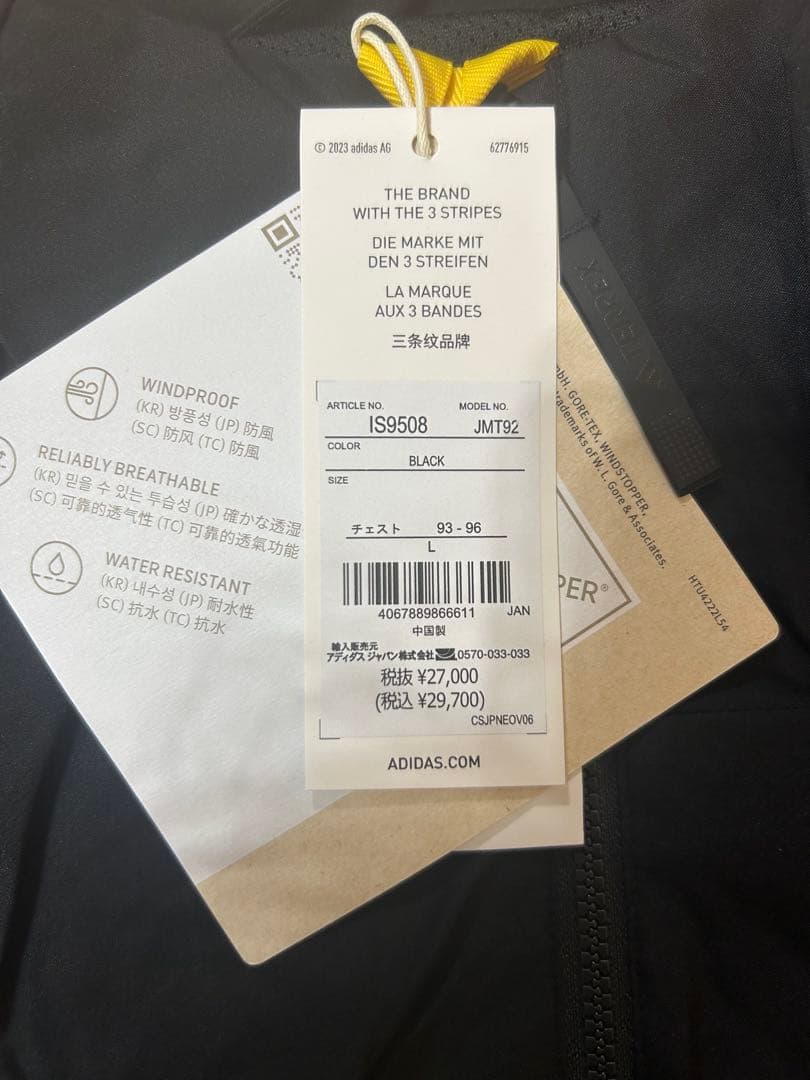 © 2023 adidas AG
62776915
THE BRAND
WITH THE 3 STRIPES
DIE MARKE MIT
DEN 3 STREIFEN
LA MARQUE
AUX 3 BANDES
三条纹品牌
ARTICLE NO.
MODEL NO.
IS9508
JMT92
COLOR
BLACK
SIZE
チェスト 93 - 96
L
4067889866611 JAN
中国製
輸入販売元
アディダス ジャパン株式会社 0570-033-033
税抜 ¥27,000
(税込 ¥29,700)
CSJPNEOV06
ADIDAS.COM
WINDPROOF
(KR) 방풍성 (JP) 防風
(SC) 防风 (TC) 防風
RELIABLY BREATHABLE
(KR) 믿을 수 있는 투습성 (JP) 確かな透湿
(SC) 可靠的透气性 (TC) 可靠的透氣功能
WATER RESISTANT
(KR) 내수성 (JP) 耐水性
(SC) 抗水 (TC) 抗水
TERREX
GORE-TEX, WINDSTOPPER,
trademarks of W. L. Gore & Associates.
PER®
HTU4222L54